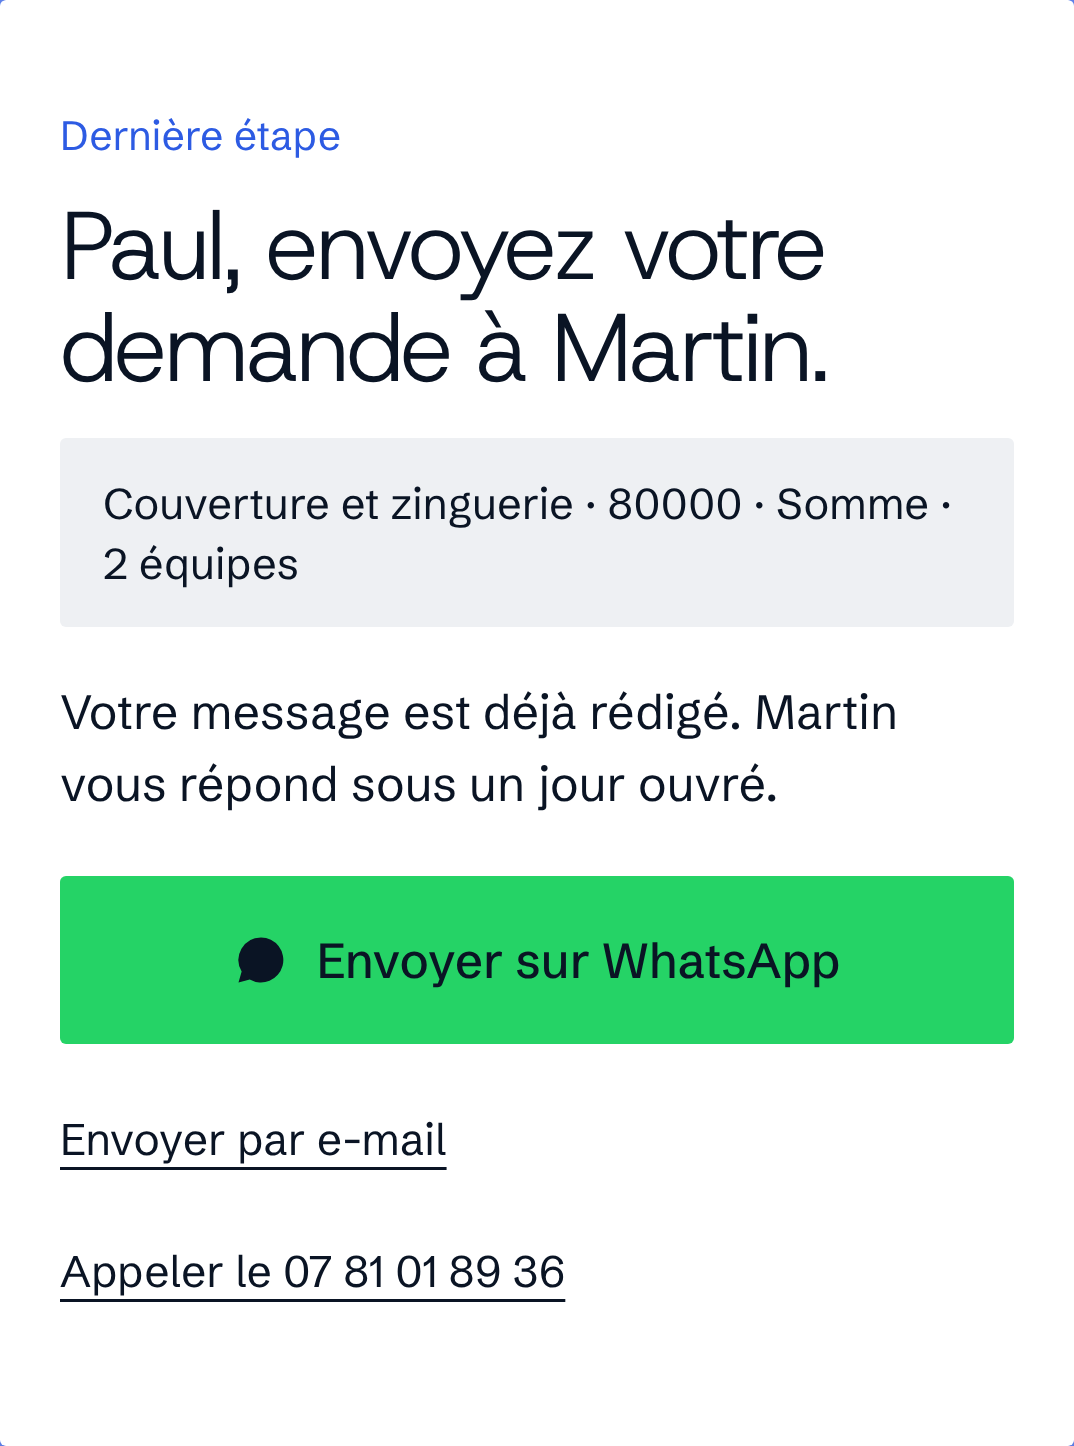 Dernière étape
Paul, envoyez votre
demande à Martin.
Couverture et zinguerie · 80000 · Somme ·
2 équipes
Votre message est déjà rédigé. Martin
vous répond sous un jour ouvré.
Envoyer sur WhatsApp
Envoyer par e-mail
Appeler le 07 81 01 89 36